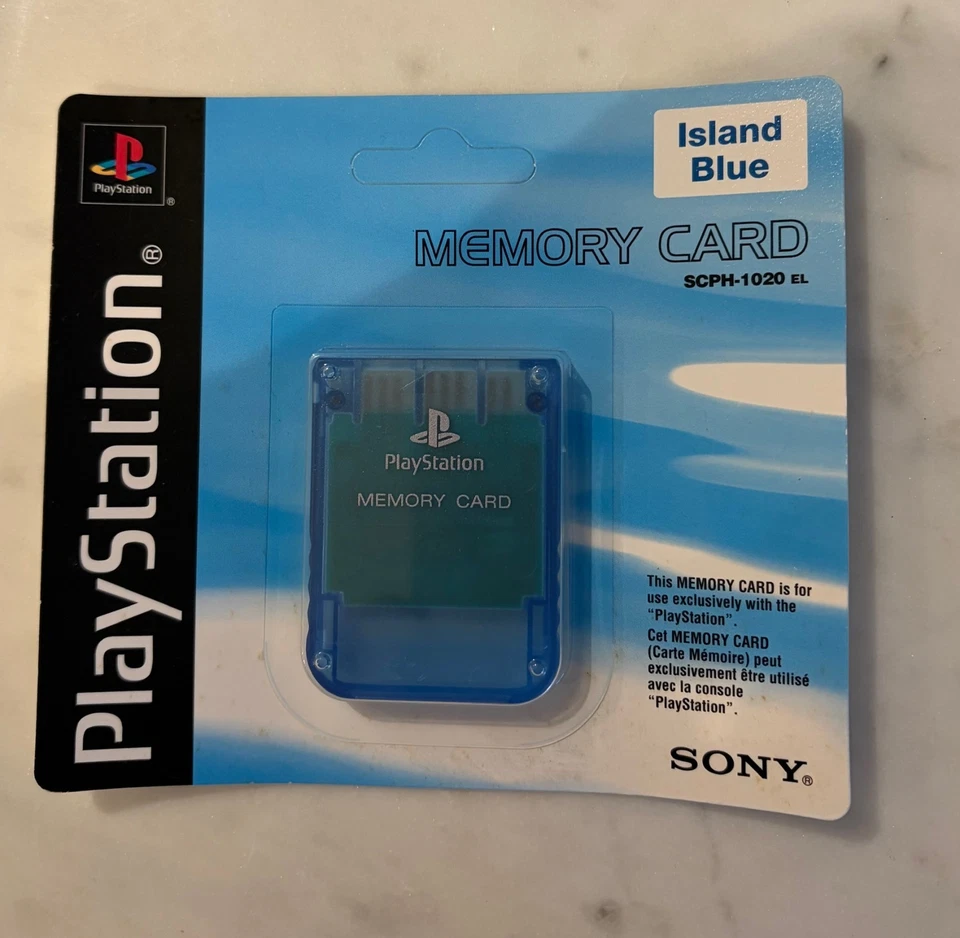 PlayStation
®
PlayStation®
Island
Blue
MEMORY CARD
SCPH-1020 EL
PlayStation
MEMORY CARD
This MEMORY CARD is for
use exclusively with the
“PlayStation”.
Cet MEMORY CARD
(Carte Mémoire) peut
exclusivement être utilisé
avec la console
“PlayStation”.
SONY®